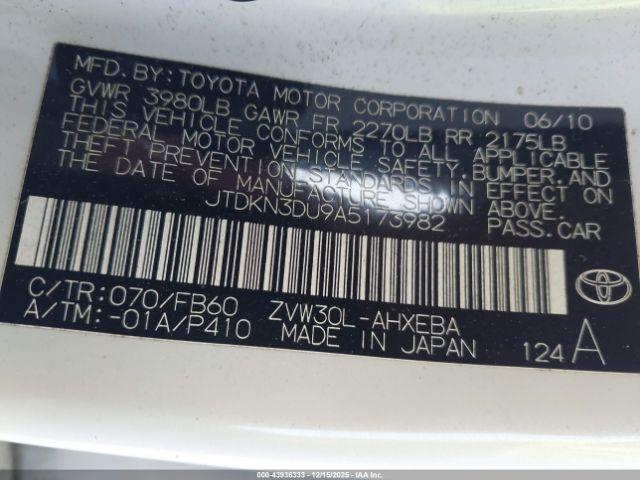 MFD. BY: TOYOTA MOTOR CORPORATION 06/10
GVWR 3980LB GAWR FR 2270LB RR 2175LB
THIS VEHICLE CONFORMS TO ALL APPLICABLE
FEDERAL MOTOR VEHICLE SAFETY, BUMPER, AND
THEFT PREVENTION STANDARDS IN EFFECT ON
THE DATE OF MANUFACTURE SHOWN ABOVE.
JTDKN3DU9A5173982 PASS.CAR
C/TR: 070/FB60 ZVW30L-AHXEBA
A/TM: -01A/P410 MADE IN JAPAN 124 A
TOYOTA
000-43936333 - 12/15/2025 - IAA Inc.